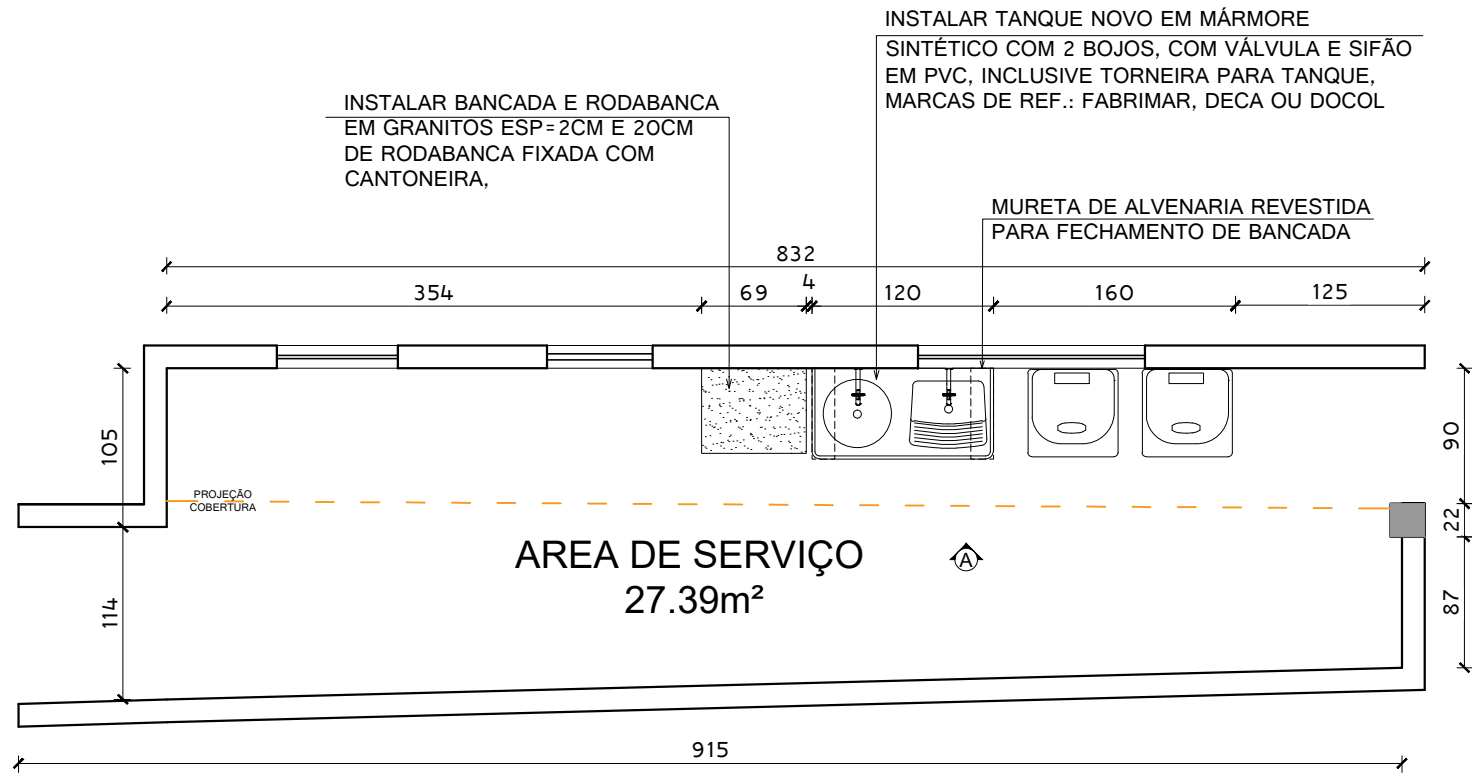 INSTALAR TANQUE NOVO EM MÁRMORE
SINTÉTICO COM 2 BOJOS, COM VÁLVULA E SIFÃO
EM PVC, INCLUSIVE TORNEIRA PARA TANQUE,
MARCAS DE REF.: FABRIMAR, DECA OU DOCOL
INSTALAR BANCADA E RODABANCA
EM GRANITOS ESP=2CM E 20CM
DE RODABANCA FIXADA COM
CANTONEIRA,
MURETA DE ALVENARIA REVESTIDA
PARA FECHAMENTO DE BANCADA
832
354
69
4
120
160
125
105
90
PROJEÇÃO
COBERTURA
22
AREA DE SERVIÇO
27.39m²
A
114
87
915